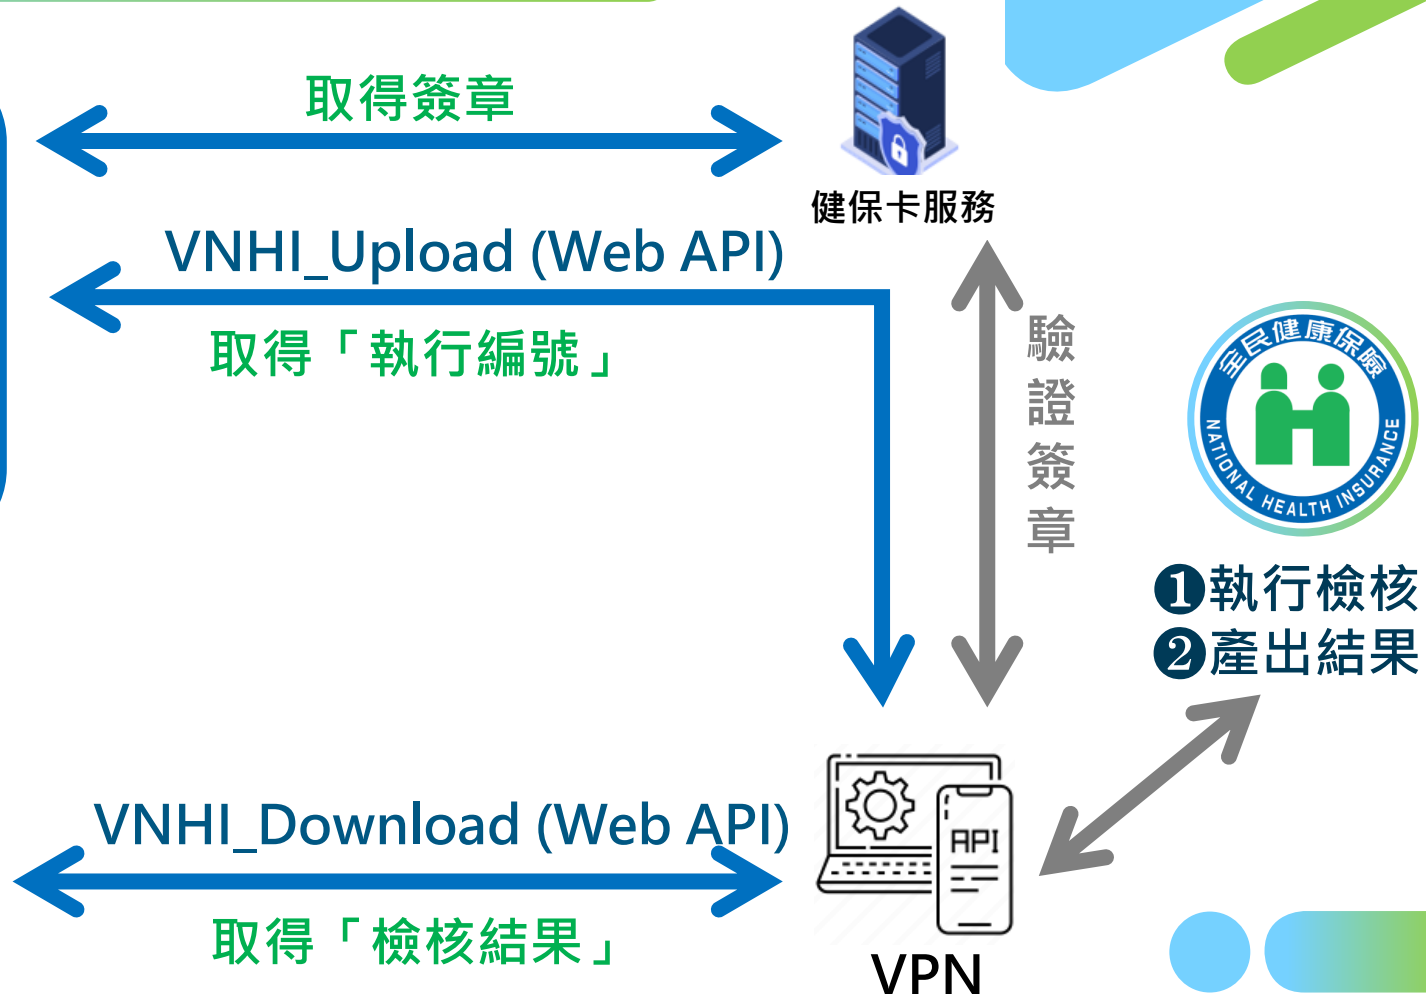 取得簽章
健保卡服務
VNHI_Upload (Web API)
取得「執行編號」
驗證簽章
全民健康保險
NATIONAL HEALTH INSURANCE
❶執行檢核
❷產出結果
VNHI_Download (Web API)
取得「檢核結果」
API
VPN